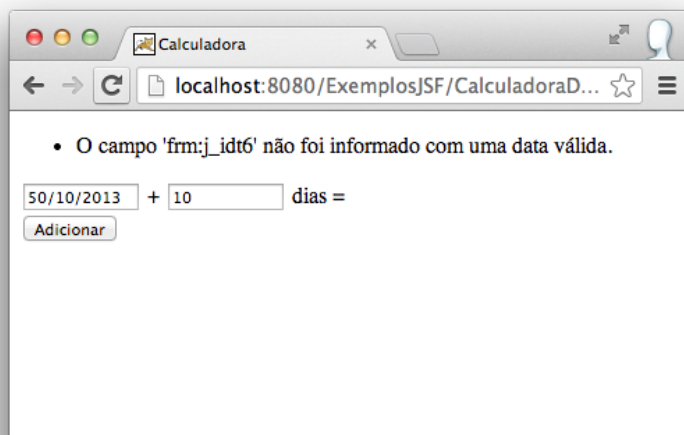 Calculadora
localhost:8080/ExemplosJSF/CalculadoraD...
• O campo 'frm:j_idt6' não foi informado com uma data válida.
50/10/2013 + 10 dias =
Adicionar